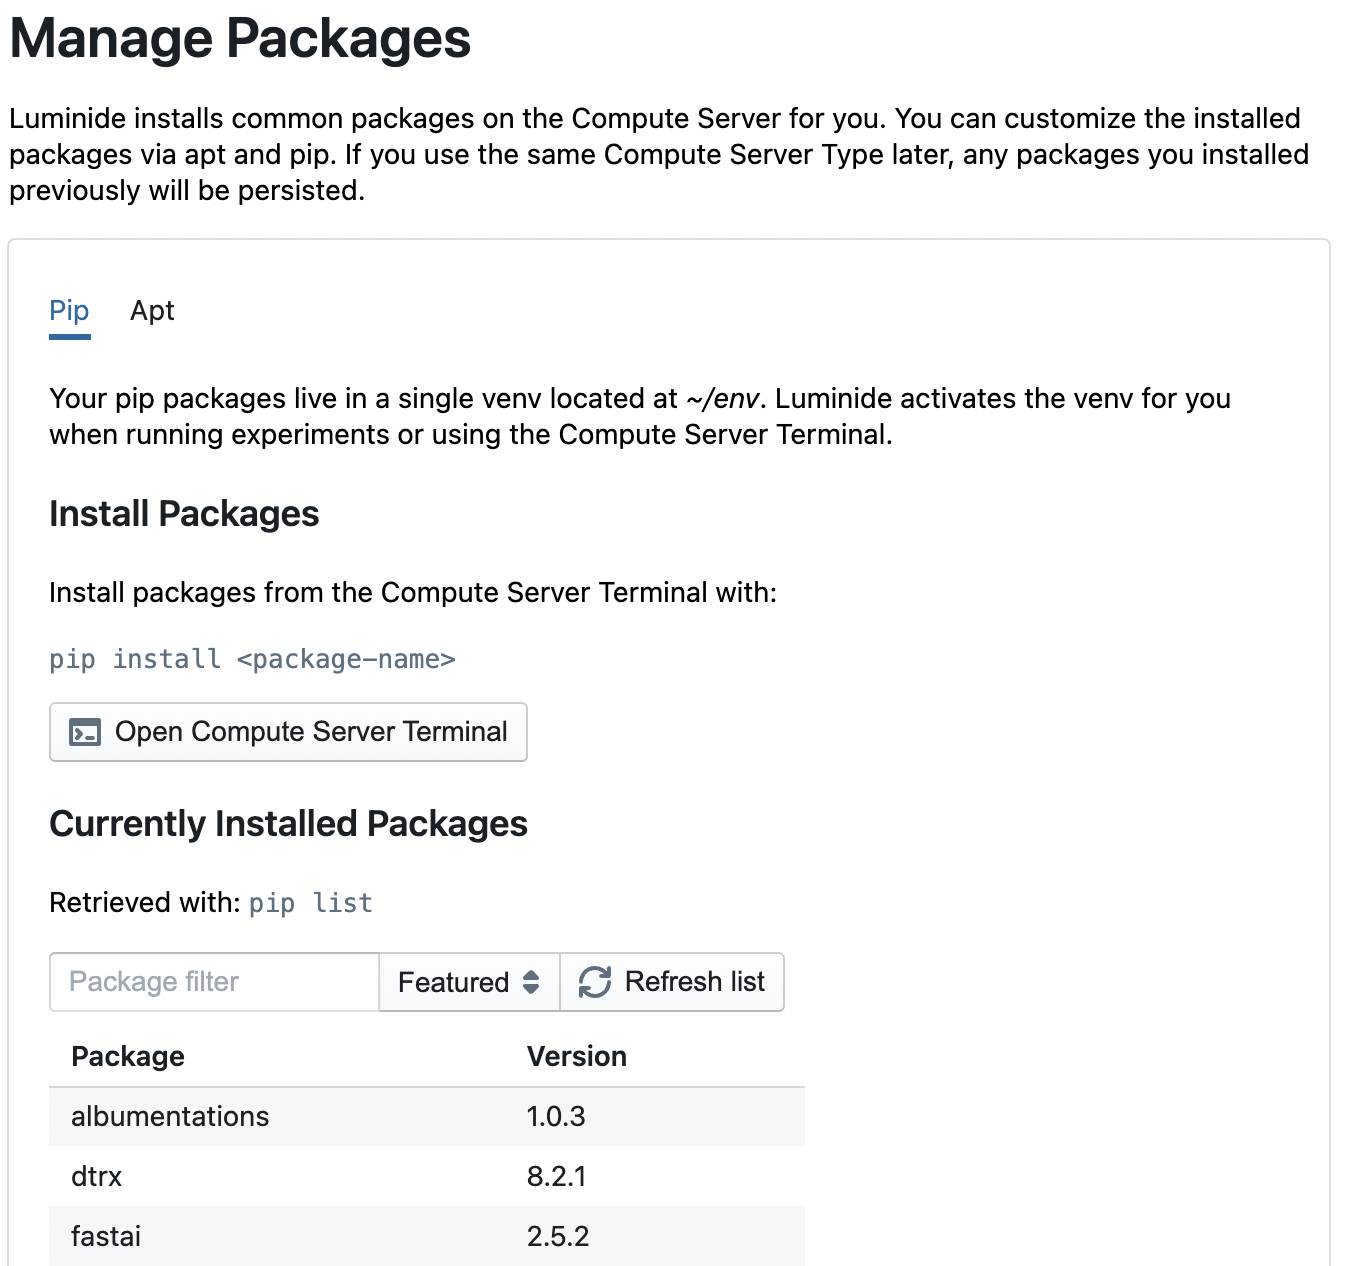 Manage Packages
Luminide installs common packages on the Compute Server for you. You can customize the installed
packages via apt and pip. If you use the same Compute Server Type later, any packages you installed
previously will be persisted.
Pip Apt
Your pip packages live in a single venv located at ~/env. Luminide activates the venv for you
when running experiments or using the Compute Server Terminal.
Install Packages
Install packages from the Compute Server Terminal with:
pip install <package-name>
Open Compute Server Terminal
Currently Installed Packages
Retrieved with: pip list
Package filter Featured Refresh list
Package Version
albumentations 1.0.3
dtrx 8.2.1
fastai 2.5.2